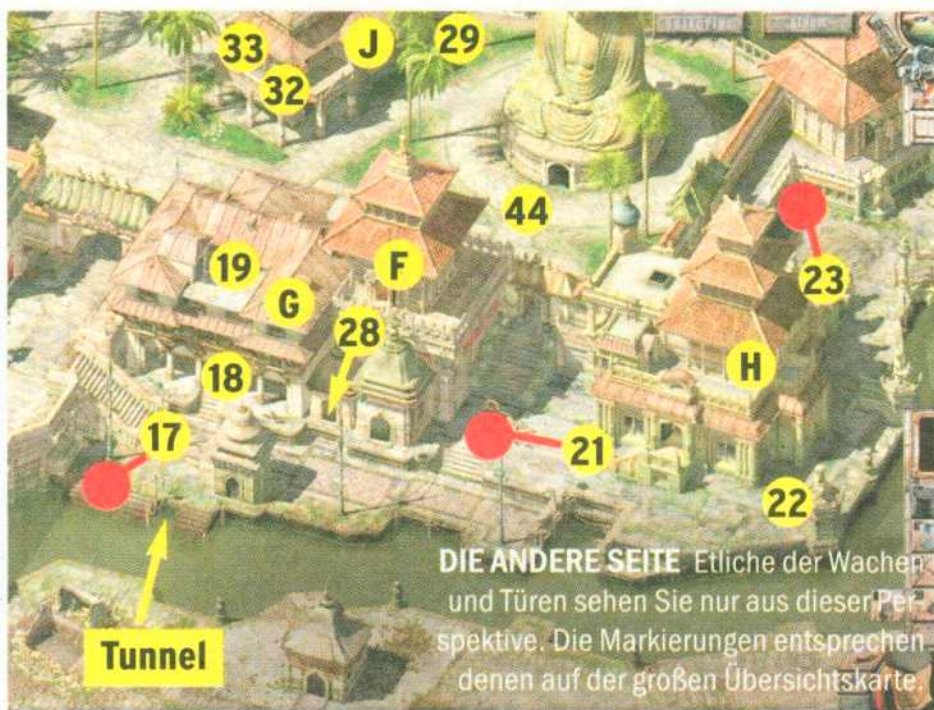 33
J
29
32
44
19
F
23
G
28
H
18
17
21
22
DIE ANDERE SEITE Etliche der Wachen
und Türen sehen Sie nur aus dieser Per-
spektive. Die Markierungen entsprechen
denen auf der großen Übersichtskarte.
Tunnel